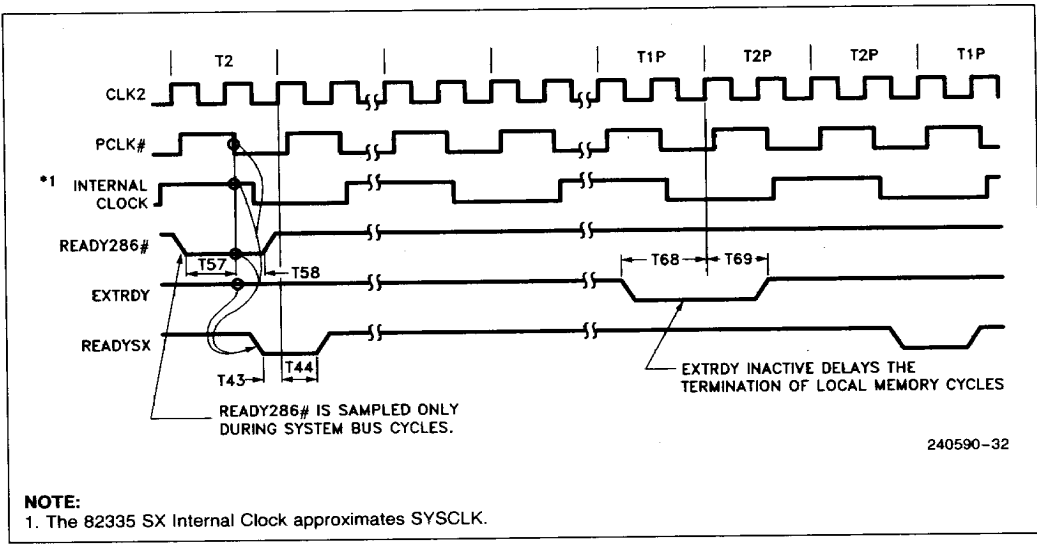 T2 T1P T2P T2P T1P
CLK2
PCLK#
*1 INTERNAL
CLOCK
READY286#
T57 T58 T68 T69
EXTRDY
READYSX
T43 T44
EXTRDY INACTIVE DELAYS THE
TERMINATION OF LOCAL MEMORY CYCLES
READY286# IS SAMPLED ONLY
DURING SYSTEM BUS CYCLES.
240590-32
NOTE:
1. The 82335 SX Internal Clock approximates SYSCLK.